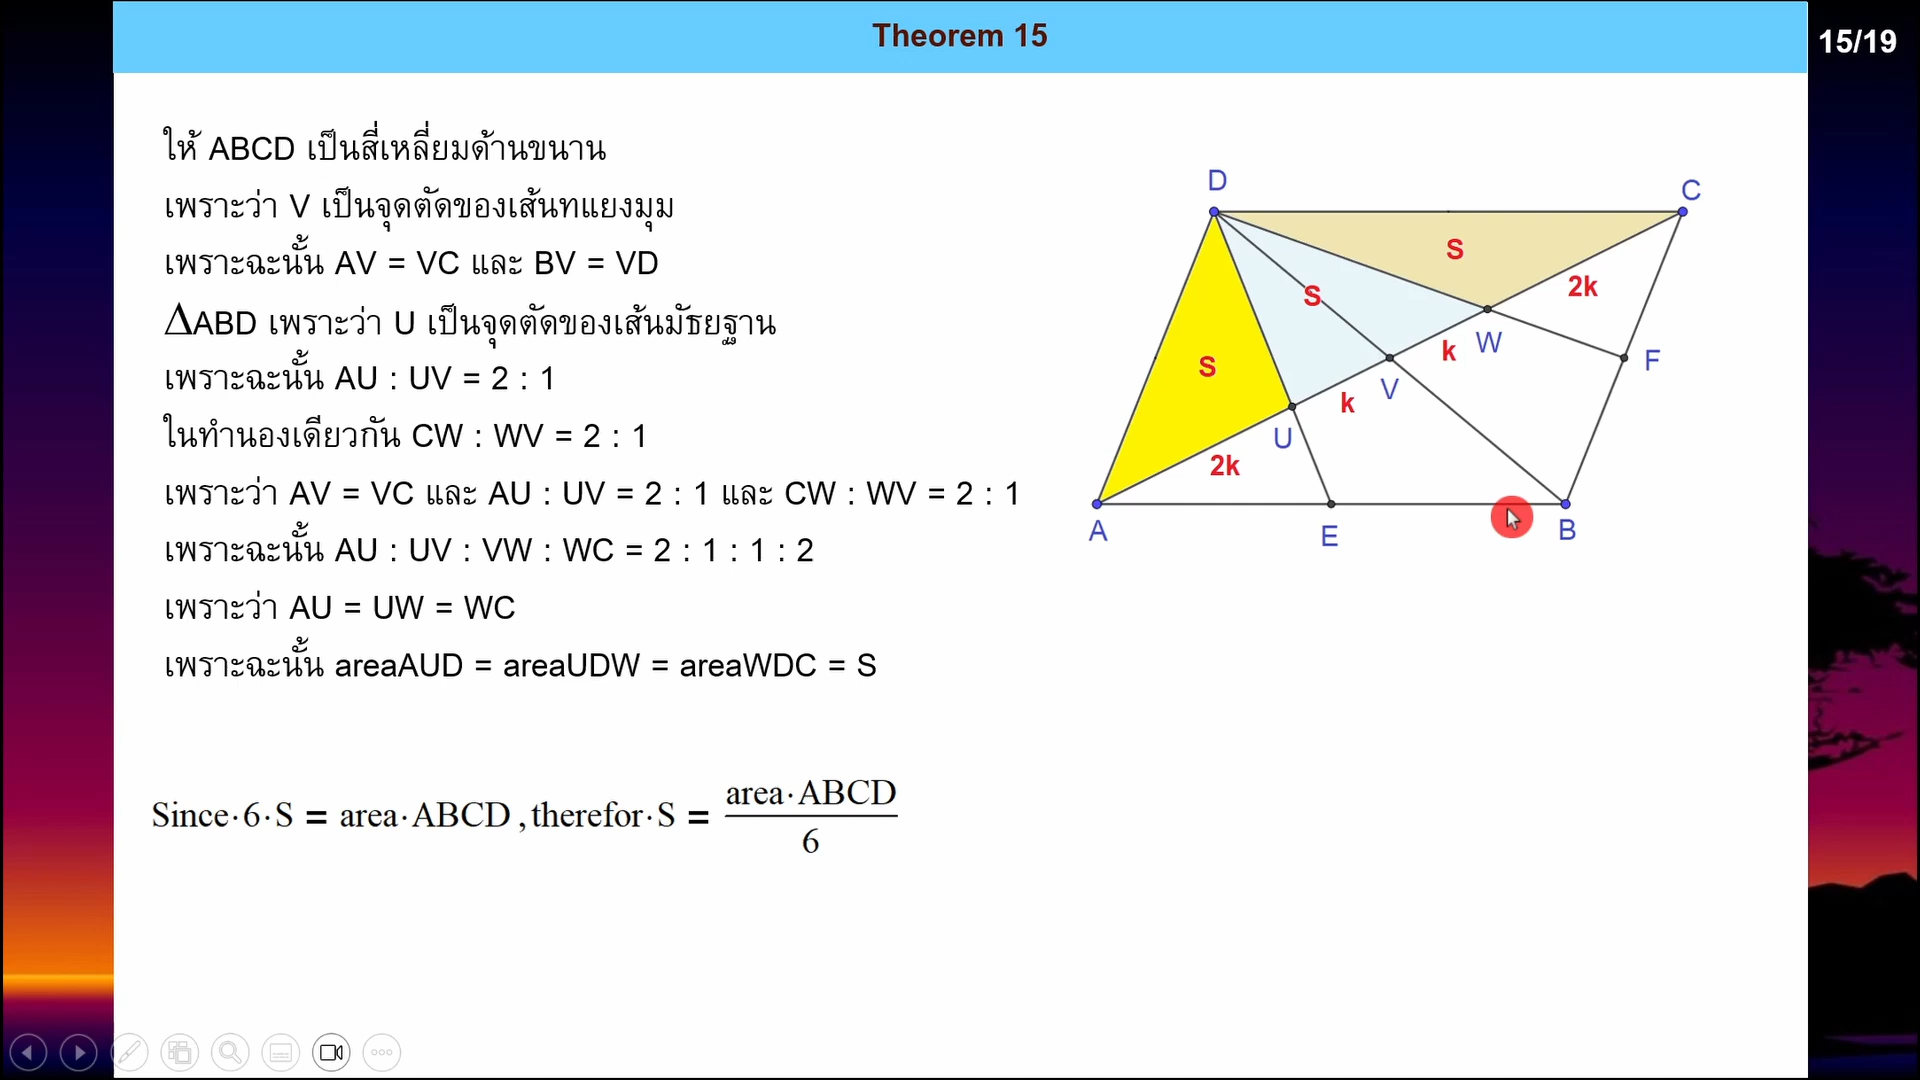 Theorem 15
15/19
ให้ ABCD เป็นสี่เหลี่ยมด้านขนาน
เพราะว่า V เป็นจุดตัดของเส้นทแยงมุม
เพราะฉะนั้น AV = VC และ BV = VD
ΔABD เพราะว่า U เป็นจุดตัดของเส้นมัธยฐาน
เพราะฉะนั้น AU : UV = 2 : 1
ในทำนองเดียวกัน CW : WV = 2 : 1
เพราะว่า AV = VC และ AU : UV = 2 : 1 และ CW : WV = 2 : 1
เพราะฉะนั้น AU : UV : VW : WC = 2 : 1 : 1 : 2
เพราะว่า AU = UW = WC
เพราะฉะนั้น areaAUD = areaUDW = areaWDC = S
Since·6·S = area·ABCD , therefor·S = area·ABCD / 6
D
C
S
2k
S
W
k
F
S
V
k
U
2k
A
E
B